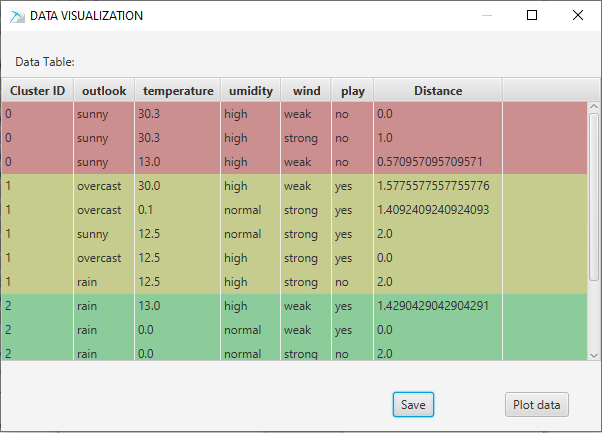 DATA VISUALIZATION
Data Table:
Cluster ID outlook temperature umidity wind play Distance
0 sunny 30.3 high weak no 0.0
0 sunny 30.3 high strong no 1.0
0 sunny 13.0 high weak no 0.570957095709571
1 overcast 30.0 high weak yes 1.5775577557755776
1 overcast 0.1 normal strong yes 1.4092409240924093
1 sunny 12.5 normal strong yes 2.0
1 overcast 12.5 high strong yes 0.0
1 rain 12.5 high strong no 2.0
2 rain 13.0 high weak yes 1.4290429042904291
2 rain 0.0 normal weak yes 0.0
2 rain 0.0 normal strong no 2.0
Save Plot data